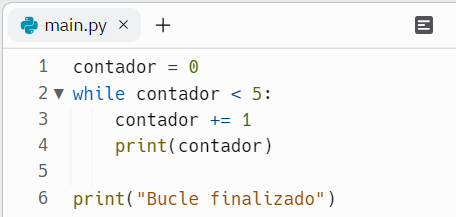 main.py × +
1 contador = 0
2 ▼ while contador < 5:
3     contador += 1
4     print(contador)
5
6 print("Bucle finalizado")